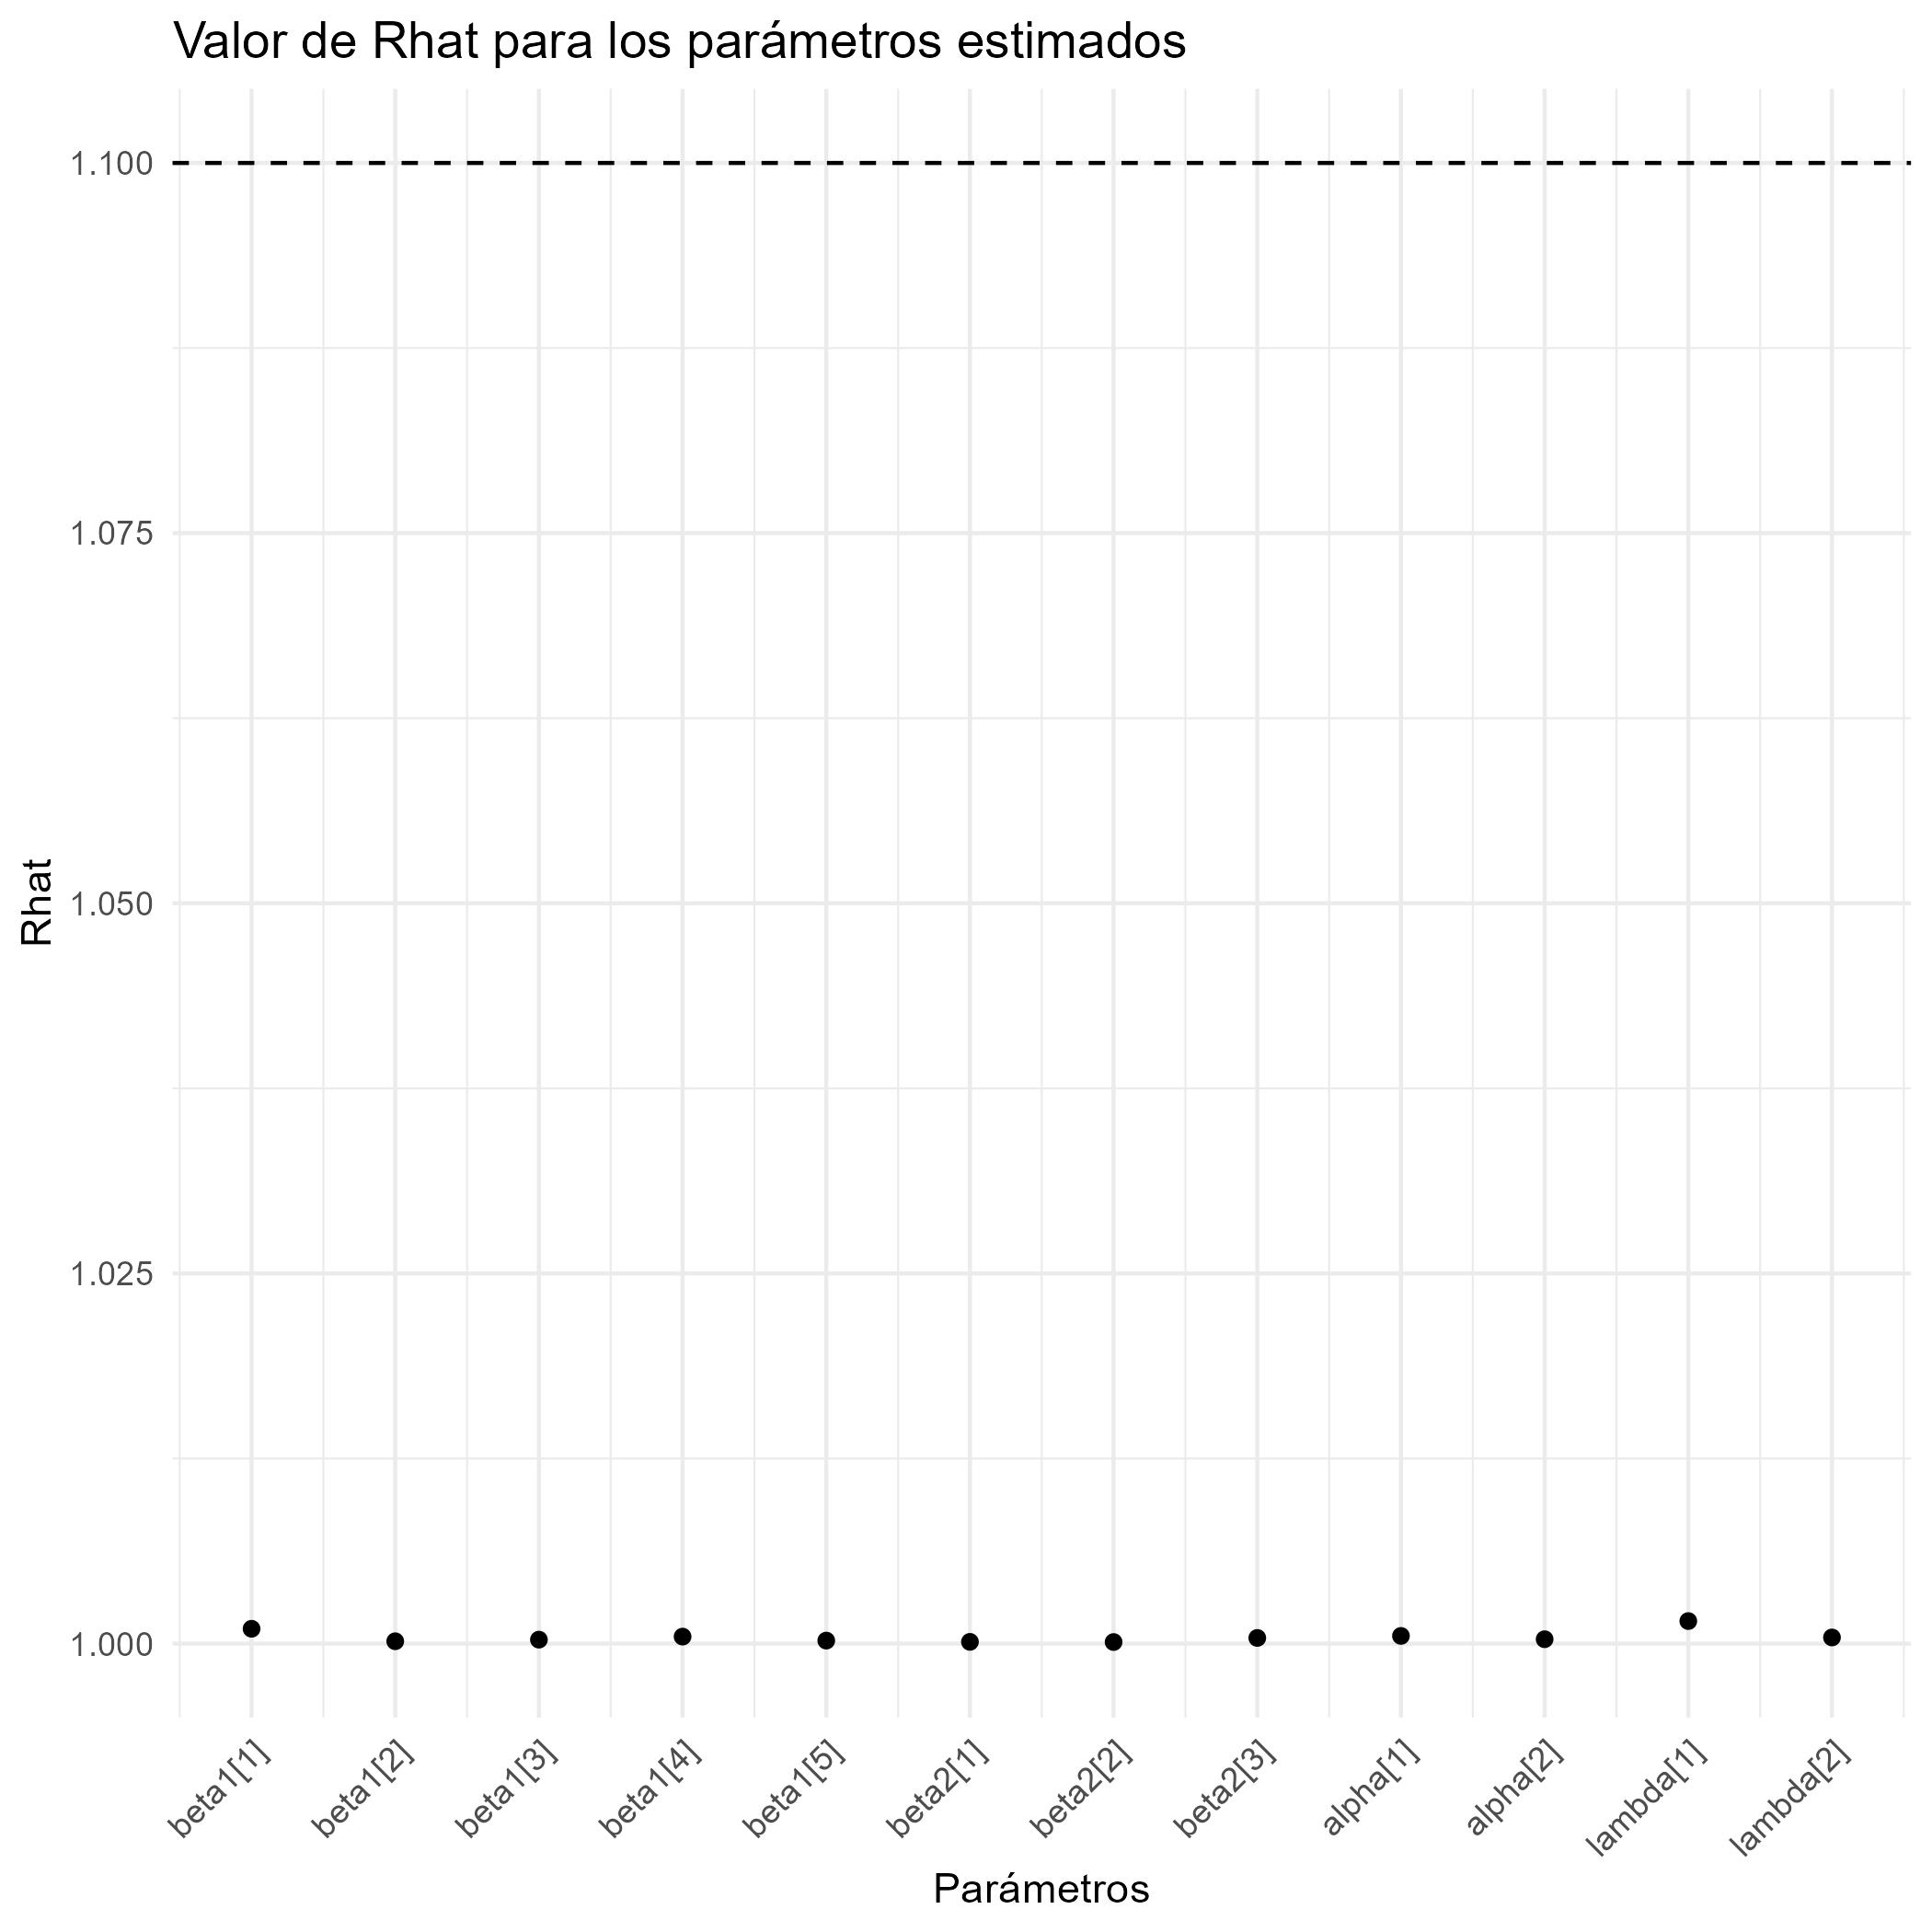 Valor de Rhat para los parámetros estimados
1.100
1.075
1.050
1.025
1.000
Rhat
beta1[1]
beta1[2]
beta1[3]
beta1[4]
beta1[5]
beta2[1]
beta2[2]
beta2[3]
alpha[1]
alpha[2]
lambda[1]
lambda[2]
Parámetros